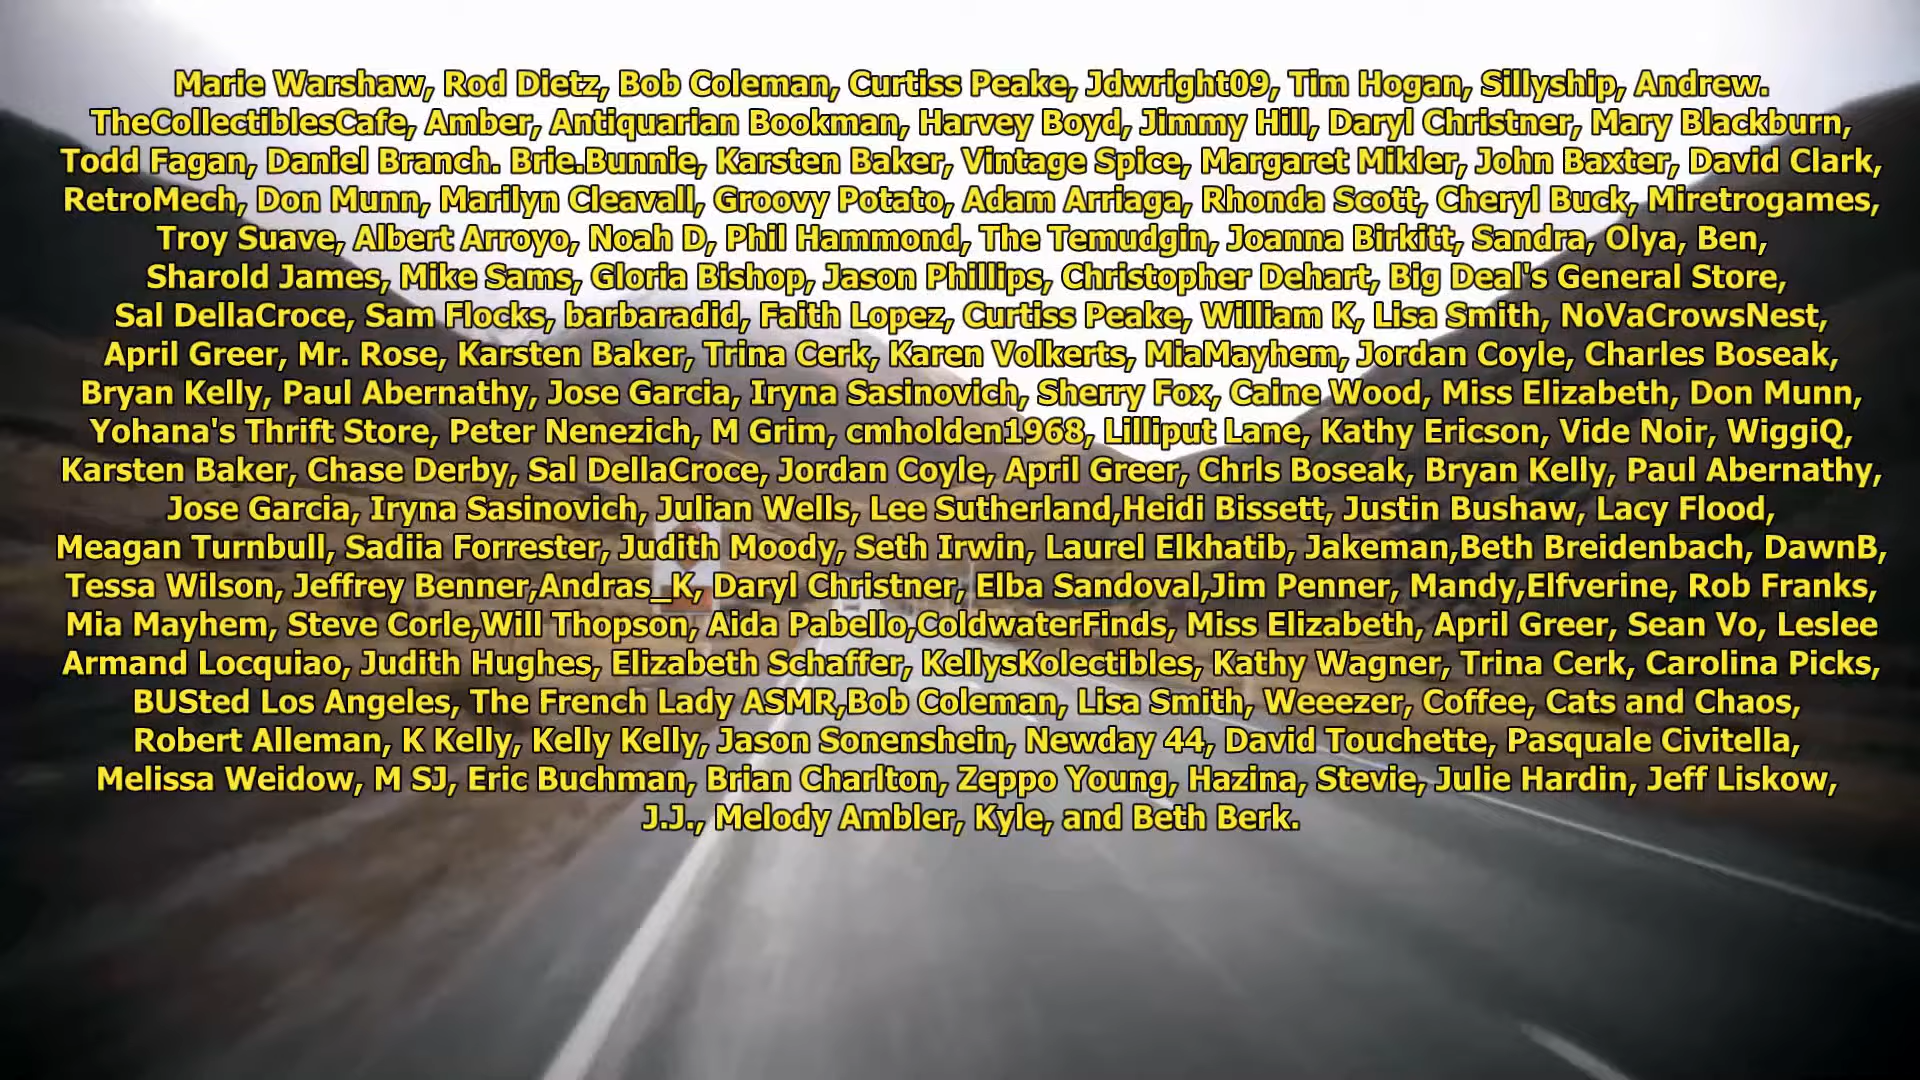 Marie Warshaw, Rod Dietz, Bob Coleman, Curtiss Peake, Jdwright09, Tim Hogan, Sillyship, Andrew.
TheCollectiblesCafe, Amber, Antiquarian Bookman, Harvey Boyd, Jimmy Hill, Daryl Christner, Mary Blackburn,
Todd Fagan, Daniel Branch. Brie.Bunnie, Karsten Baker, Vintage Spice, Margaret Mikler, John Baxter, David Clark,
RetroMech, Don Munn, Marilyn Cleavall, Groovy Potato, Adam Arriaga, Rhonda Scott, Cheryl Buck, Miretrogames,
Troy Suave, Albert Arroyo, Noah D, Phil Hammond, The Temudgin, Joanna Birkitt, Sandra, Olya, Ben,
Sharold James, Mike Sams, Gloria Bishop, Jason Phillips, Christopher Dehart, Big Deal's General Store,
Sal DellaCroce, Sam Flocks, barbaradid, Faith Lopez, Curtiss Peake, William K, Lisa Smith, NoVaCrowsNest,
April Greer, Mr. Rose, Karsten Baker, Trina Cerk, Karen Volkerts, MiaMayhem, Jordan Coyle, Charles Boseak,
Bryan Kelly, Paul Abernathy, Jose Garcia, Iryna Sasinovich, Sherry Fox, Caine Wood, Miss Elizabeth, Don Munn,
Yohana's Thrift Store, Peter Nenezich, M Grim, cmholden1968, Lilliput Lane, Kathy Ericson, Vide Noir, WiggiQ,
Karsten Baker, Chase Derby, Sal DellaCroce, Jordan Coyle, April Greer, Chrls Boseak, Bryan Kelly, Paul Abernathy,
Jose Garcia, Iryna Sasinovich, Julian Wells, Lee Sutherland,Heidi Bissett, Justin Bushaw, Lacy Flood,
Meagan Turnbull, Sadiia Forrester, Judith Moody, Seth Irwin, Laurel Elkhatib, Jakeman,Beth Breidenbach, DawnB,
Tessa Wilson, Jeffrey Benner,Andras_K, Daryl Christner, Elba Sandoval,Jim Penner, Mandy,Elfverine, Rob Franks,
Mia Mayhem, Steve Corle,Will Thopson, Aida Pabello,ColdwaterFinds, Miss Elizabeth, April Greer, Sean Vo, Leslee
Armand Locquiao, Judith Hughes, Elizabeth Schaffer, KellysKolectibles, Kathy Wagner, Trina Cerk, Carolina Picks,
BUSted Los Angeles, The French Lady ASMR,Bob Coleman, Lisa Smith, Weeezer, Coffee, Cats and Chaos,
Robert Alleman, K Kelly, Kelly Kelly, Jason Sonenshein, Newday 44, David Touchette, Pasquale Civitella,
Melissa Weidow, M SJ, Eric Buchman, Brian Charlton, Zeppo Young, Hazina, Stevie, Julie Hardin, Jeff Liskow,
J.J., Melody Ambler, Kyle, and Beth Berk.